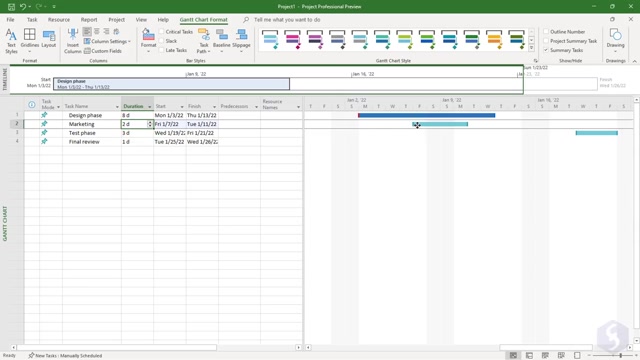 Project1 - Project Professional Preview
File Task Resource Report Project View Help Gantt Chart Format Tell me what you want to do
Text Styles Gridlines Layout Insert Column Column Settings Custom Fields Format Critical Tasks Slack Late Tasks Task Path Baseline Slippage Outline Number Project Summary Task Summary Tasks Drawing
Columns Bar Styles Gantt Chart Style Show/Hide
TIMELINE
Jan 9, '22 Jan 16, '22
Start Mon 1/3/22
Design phase
Mon 1/3/22 - Thu 1/13/22
Finish Wed 1/26/22
Task Mode Task Name Duration Start Finish Predecessors Resource Names
Jan 2, '22 Jan 9, '22 Jan 16, '22
T F S S M T W T F S S M T W T F S S M T W T F S
1 Design phase 8 d Mon 1/3/22 Thu 1/13/22
2 Marketing 2 d Fri 1/7/22 Tue 1/11/22
3 Test phase 3 d Wed 1/19/22 Fri 1/21/22
4 Final review 1 d Tue 1/25/22 Wed 1/26/22
GANTT CHART
Ready New Tasks : Manually Scheduled